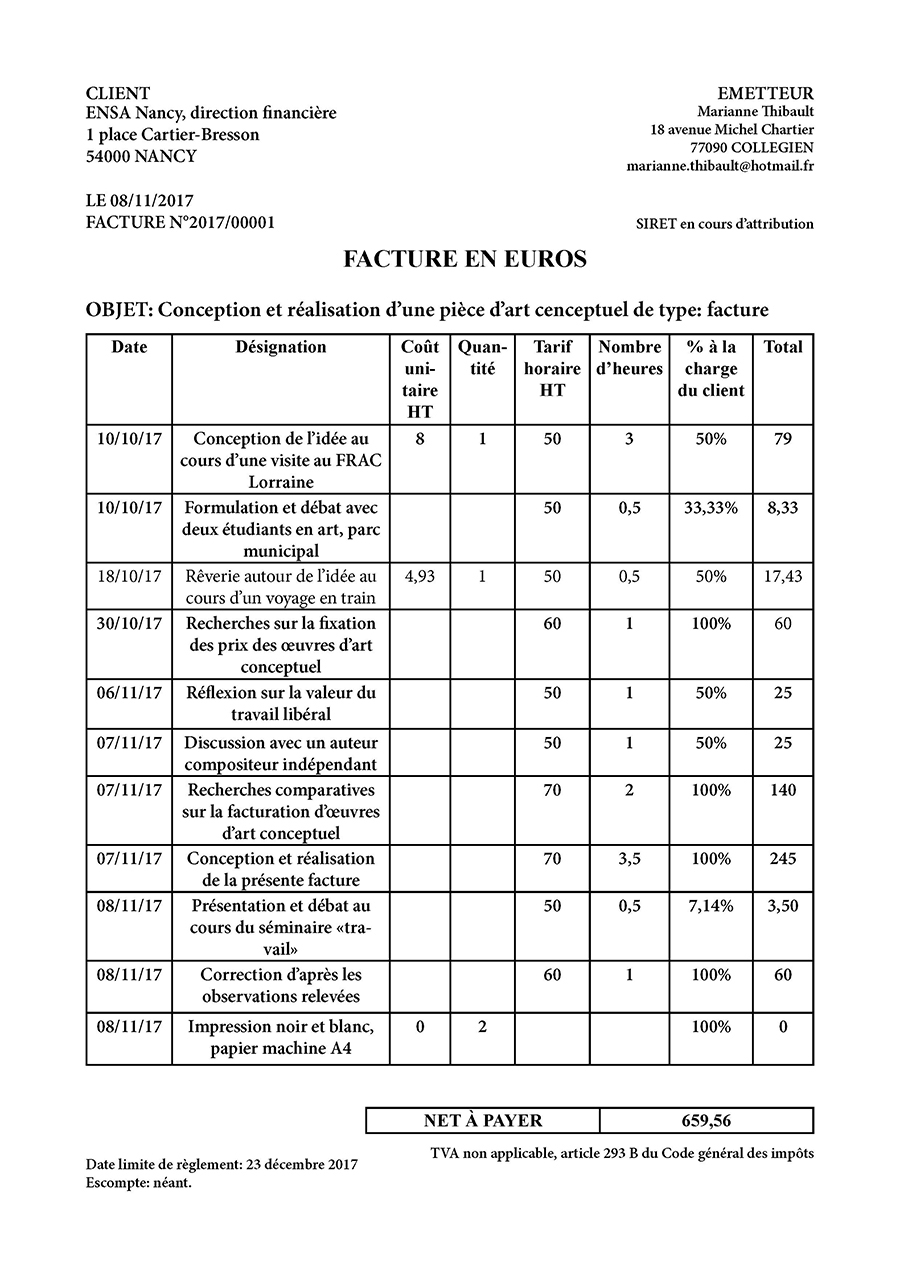 CLIENT
ENSA Nancy, direction financière
1 place Cartier-Bresson
54000 NANCY
EMETTEUR
Marianne Thibault
18 avenue Michel Chartier
77090 COLLEGIEN
marianne.thibault@hotmail.fr
LE 08/11/2017
FACTURE N°2017/00001
SIRET en cours d'attribution
FACTURE EN EUROS
OBJET: Conception et réalisation d'une pièce d'art cenceptuel de type: facture
Date Désignation Coût Quan- Tarif Nombre % à la Total
uni- tité horaire d'heures charge
taire HT du client
HT
10/10/17 Conception de l'idée au 8 1 50 3 50% 79
cours d'une visite au FRAC
Lorraine
10/10/17 Formulation et débat avec 50 0,5 33,33% 8,33
deux étudiants en art, parc
municipal
18/10/17 Rêverie autour de l'idée au 4,93 1 50 0,5 50% 17,43
cours d'un voyage en train
30/10/17 Recherches sur la fixation 60 1 100% 60
des prix des œuvres d'art
conceptuel
06/11/17 Réflexion sur la valeur du 50 1 50% 25
travail libéral
07/11/17 Discussion avec un auteur 50 1 50% 25
compositeur indépendant
07/11/17 Recherches comparatives 70 2 100% 140
sur la facturation d'œuvres
d'art conceptuel
07/11/17 Conception et réalisation 70 3,5 100% 245
de la présente facture
08/11/17 Présentation et débat au 50 0,5 7,14% 3,50
cours du séminaire «tra-
vail»
08/11/17 Correction d'après les 60 1 100% 60
observations relevées
08/11/17 Impression noir et blanc, 0 2 100% 0
papier machine A4
NET À PAYER 659,56
TVA non applicable, article 293 B du Code général des impôts
Date limite de règlement: 23 décembre 2017
Escompte: néant.